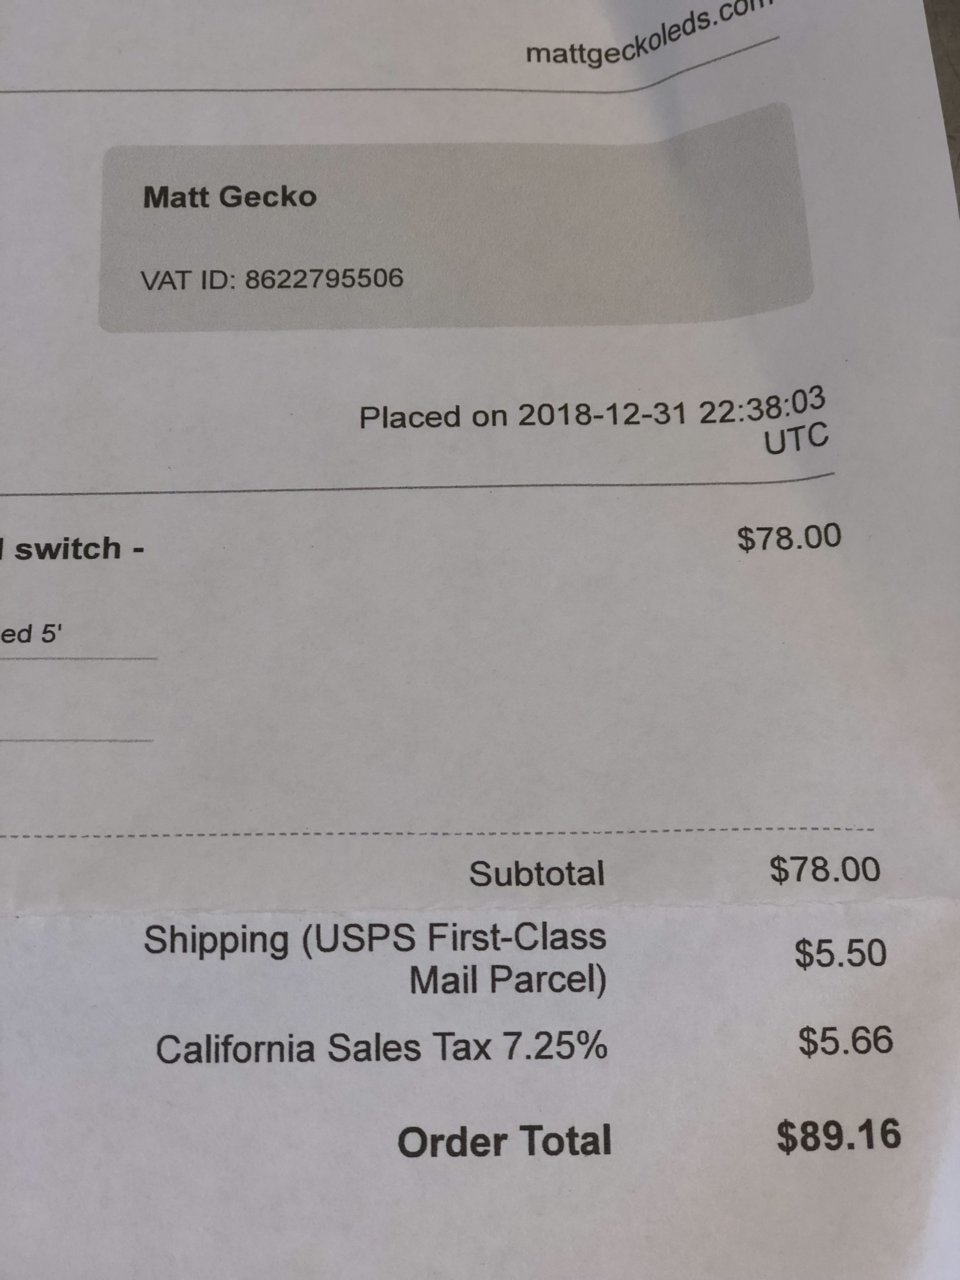 mattgeckoleds.com
Matt Gecko
VAT ID: 8622795506
Placed on 2018-12-31 22:38:03
UTC
switch -
$78.00
ed 5'
Subtotal
$78.00
Shipping (USPS First-Class
Mail Parcel)
$5.50
California Sales Tax 7.25%
$5.66
Order Total
$89.16